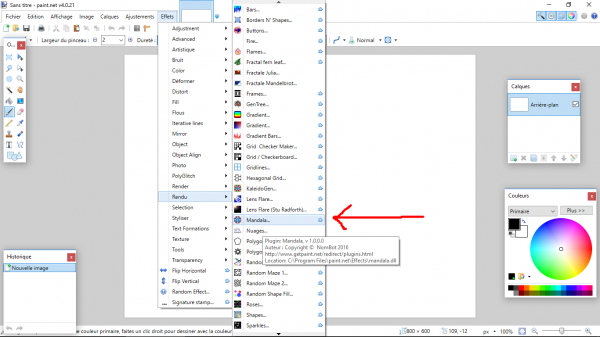 Sans titre - paint.net v4.0.21
Fichier Edition Affichage Image Calques Ajustements Effets
Largeur du pinceau : 2 Dureté :
Normal
Adjustment
Advanced
Artistique
Bruit
Color
Déformer
Distort
Fill
Flous
Iterative lines
Mirror
Object
Object Align
Photo
PolyGlitch
Render
Rendu
Selection
Styliser
Text Formations
Texture
Tools
Transparency
Flip Horizontal
Flip Vertical
Random Effect...
Signature stamp...
Bars...
Borders N' Shapes...
Buttons...
Fire...
Flames...
Fractal fern leaf...
Fractale Julia...
Fractale Mandelbrot...
Frames...
GenTree...
Gradient...
Gradient...
Gradient Bars...
Grid Checker Maker...
Grid / Checkerboard...
Gridlines...
Hexagonal Grid...
KaleidoGen...
Lens Flare...
Lens Flare (Stu Radforth)...
Mandala...
Nuages...
Polygo
Polygo
Random
Random Maze 1...
Random Maze 2...
Random Shape Fill...
Roses...
Shapes...
Sparkles...
Plugin: Mandala, v 1.0.0.0
Auteur : Copyright © NormBot 2016
http://www.getpaint.net/redirect/plugins.html
Location: C:\Program Files\paint.net\Effects\mandala.dll
Calques
Arrière-plan
Couleurs
Primaire Plus >>
Historique
Nouvelle image
couleur primaire, faites un clic droit pour dessiner avec la couleur
800 × 600 109, -12 px 100%